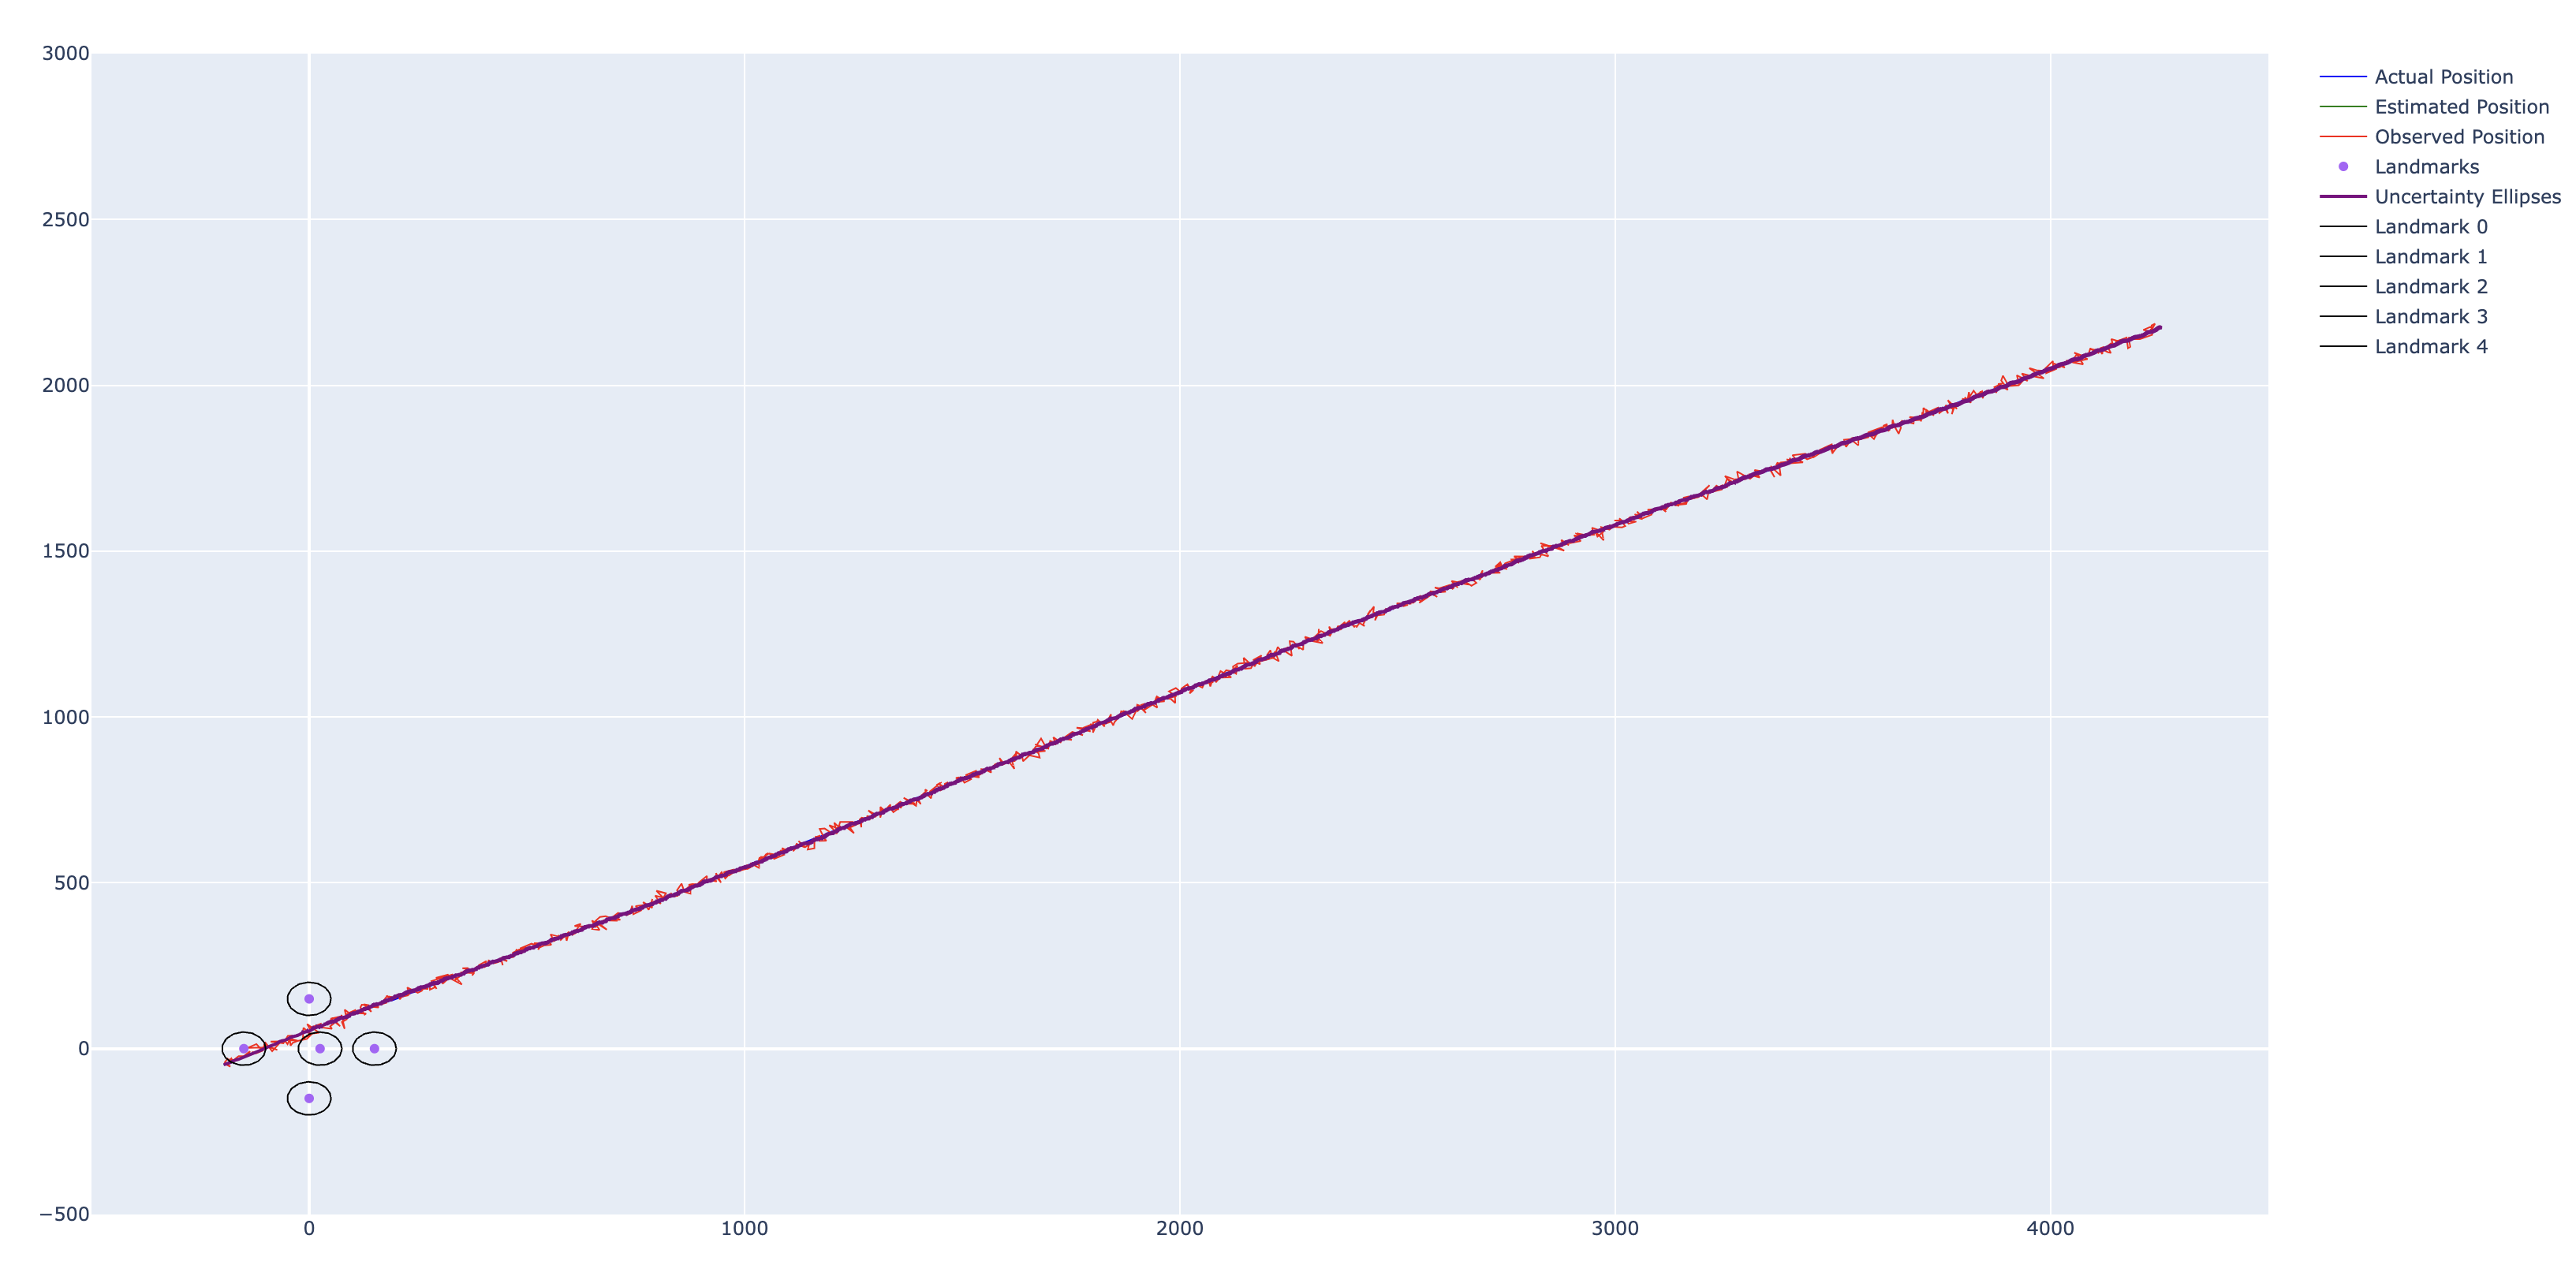 3000
2500
2000
1500
1000
500
0
−500
0
1000
2000
3000
4000
Actual Position
Estimated Position
Observed Position
Landmarks
Uncertainty Ellipses
Landmark 0
Landmark 1
Landmark 2
Landmark 3
Landmark 4